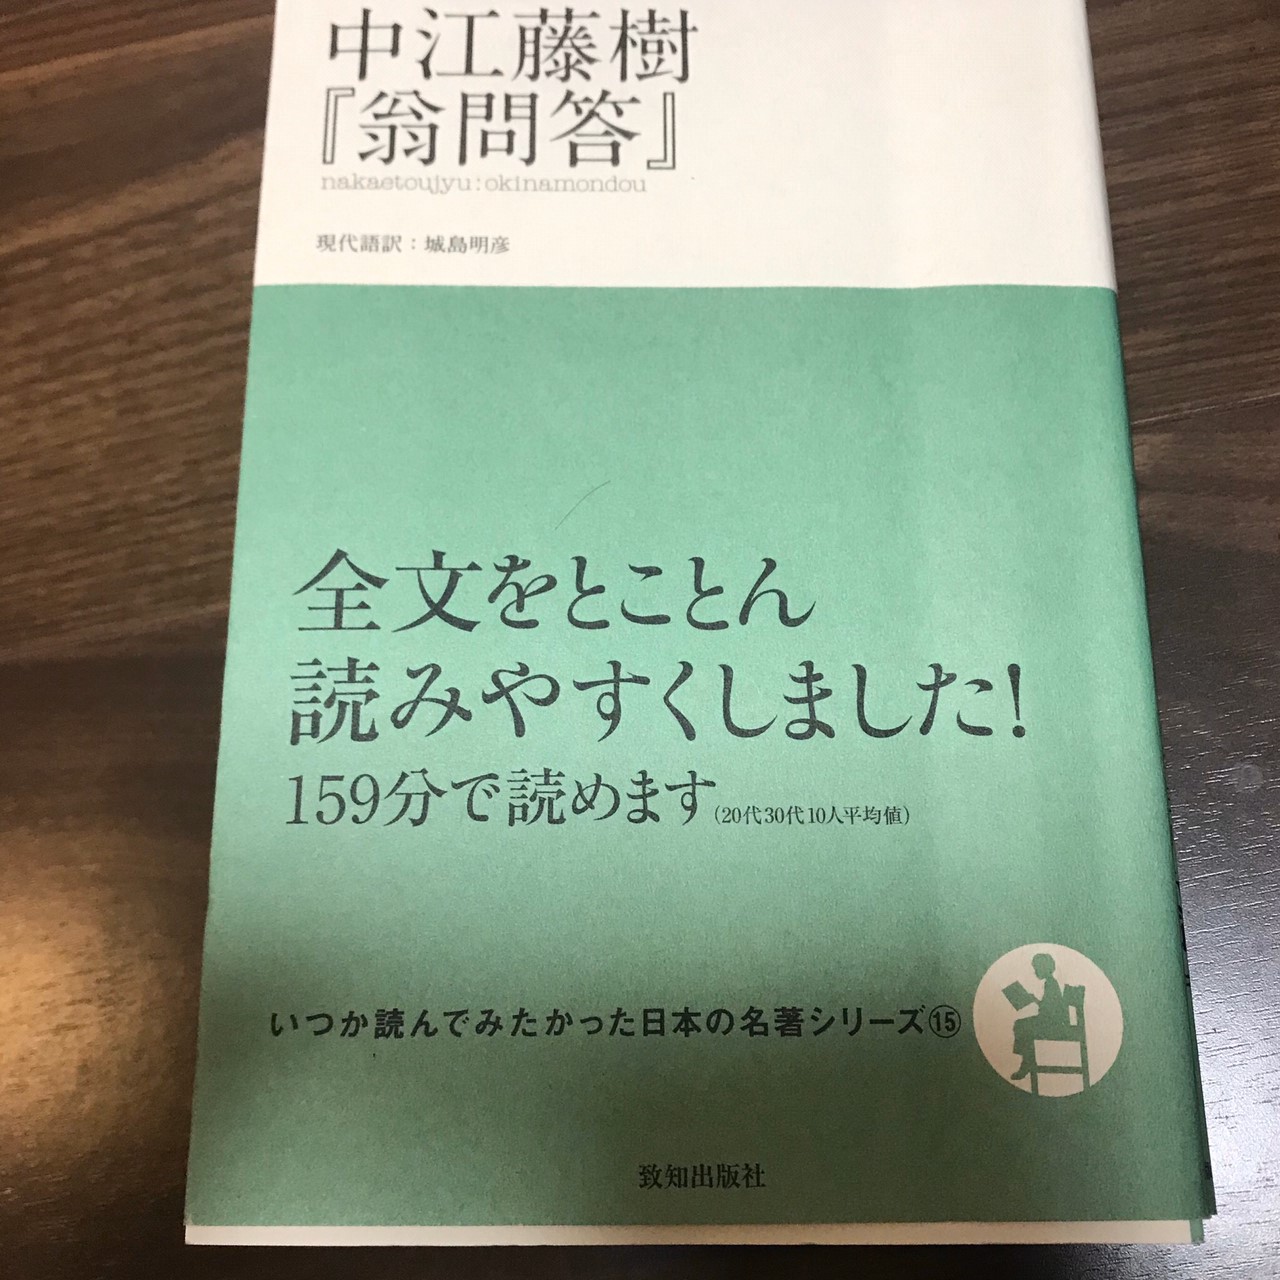 中江藤樹
『翁問答』
nakaetoujyu:okinamondou
現代語訳：城島明彦
全文をとことん
読みやすくしました!
159分で読めます(20代30代10人平均値)
いつか読んでみたかった日本の名著シリーズ⑮
致知出版社